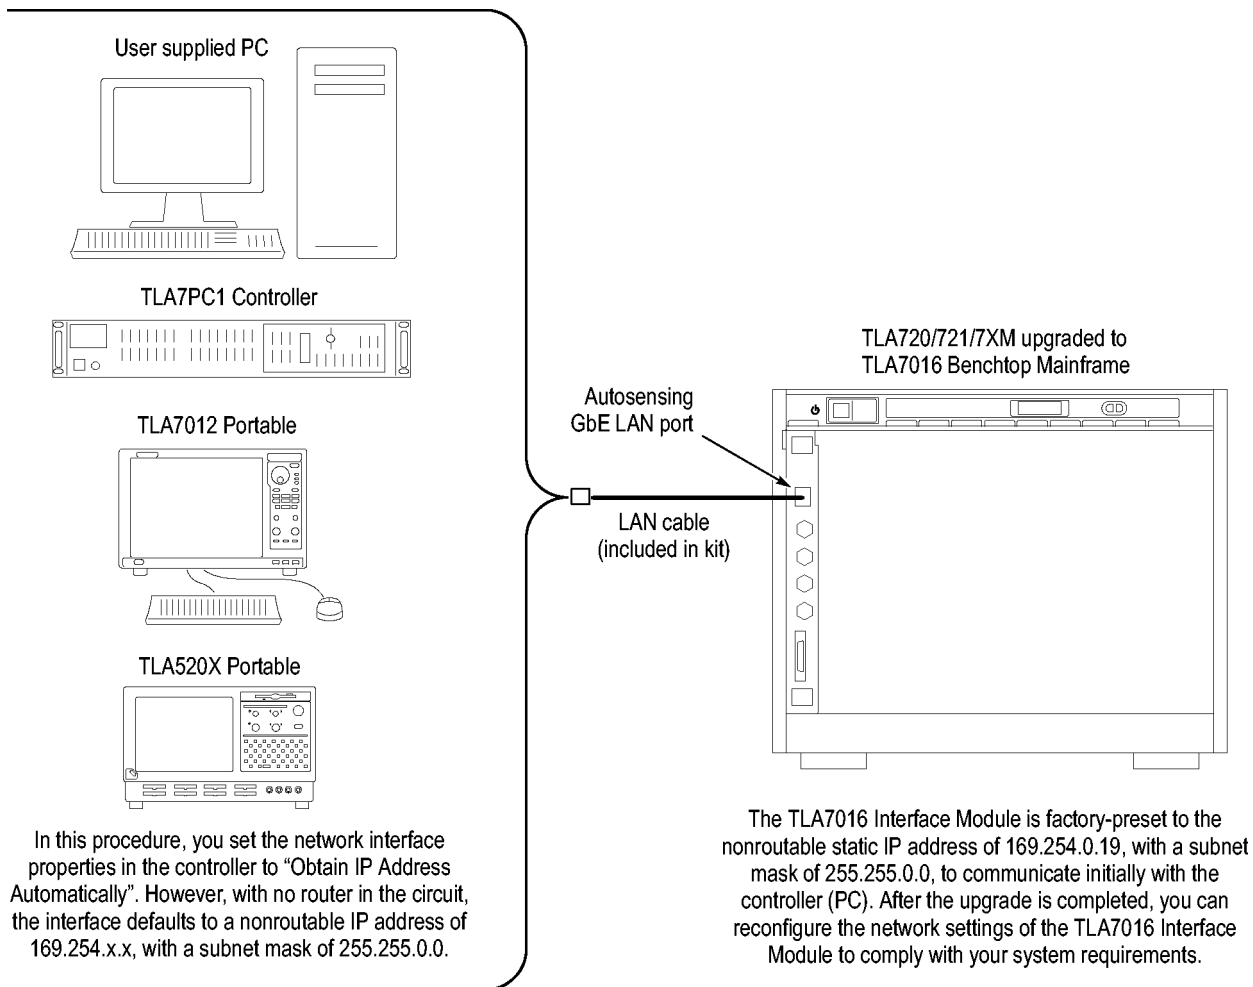 User supplied PC
TLA7PC1 Controller
TLA7012 Portable
TLA520X Portable
In this procedure, you set the network interface
properties in the controller to “Obtain IP Address
Automatically”. However, with no router in the circuit,
the interface defaults to a nonroutable IP address of
169.254.x.x, with a subnet mask of 255.255.0.0.
Autosensing
GbE LAN port
LAN cable
(included in kit)
TLA720/721/7XM upgraded to
TLA7016 Benchtop Mainframe
The TLA7016 Interface Module is factory-preset to the
nonroutable static IP address of 169.254.0.19, with a subnet
mask of 255.255.0.0, to communicate initially with the
controller (PC). After the upgrade is completed, you can
reconfigure the network settings of the TLA7016 Interface
Module to comply with your system requirements.